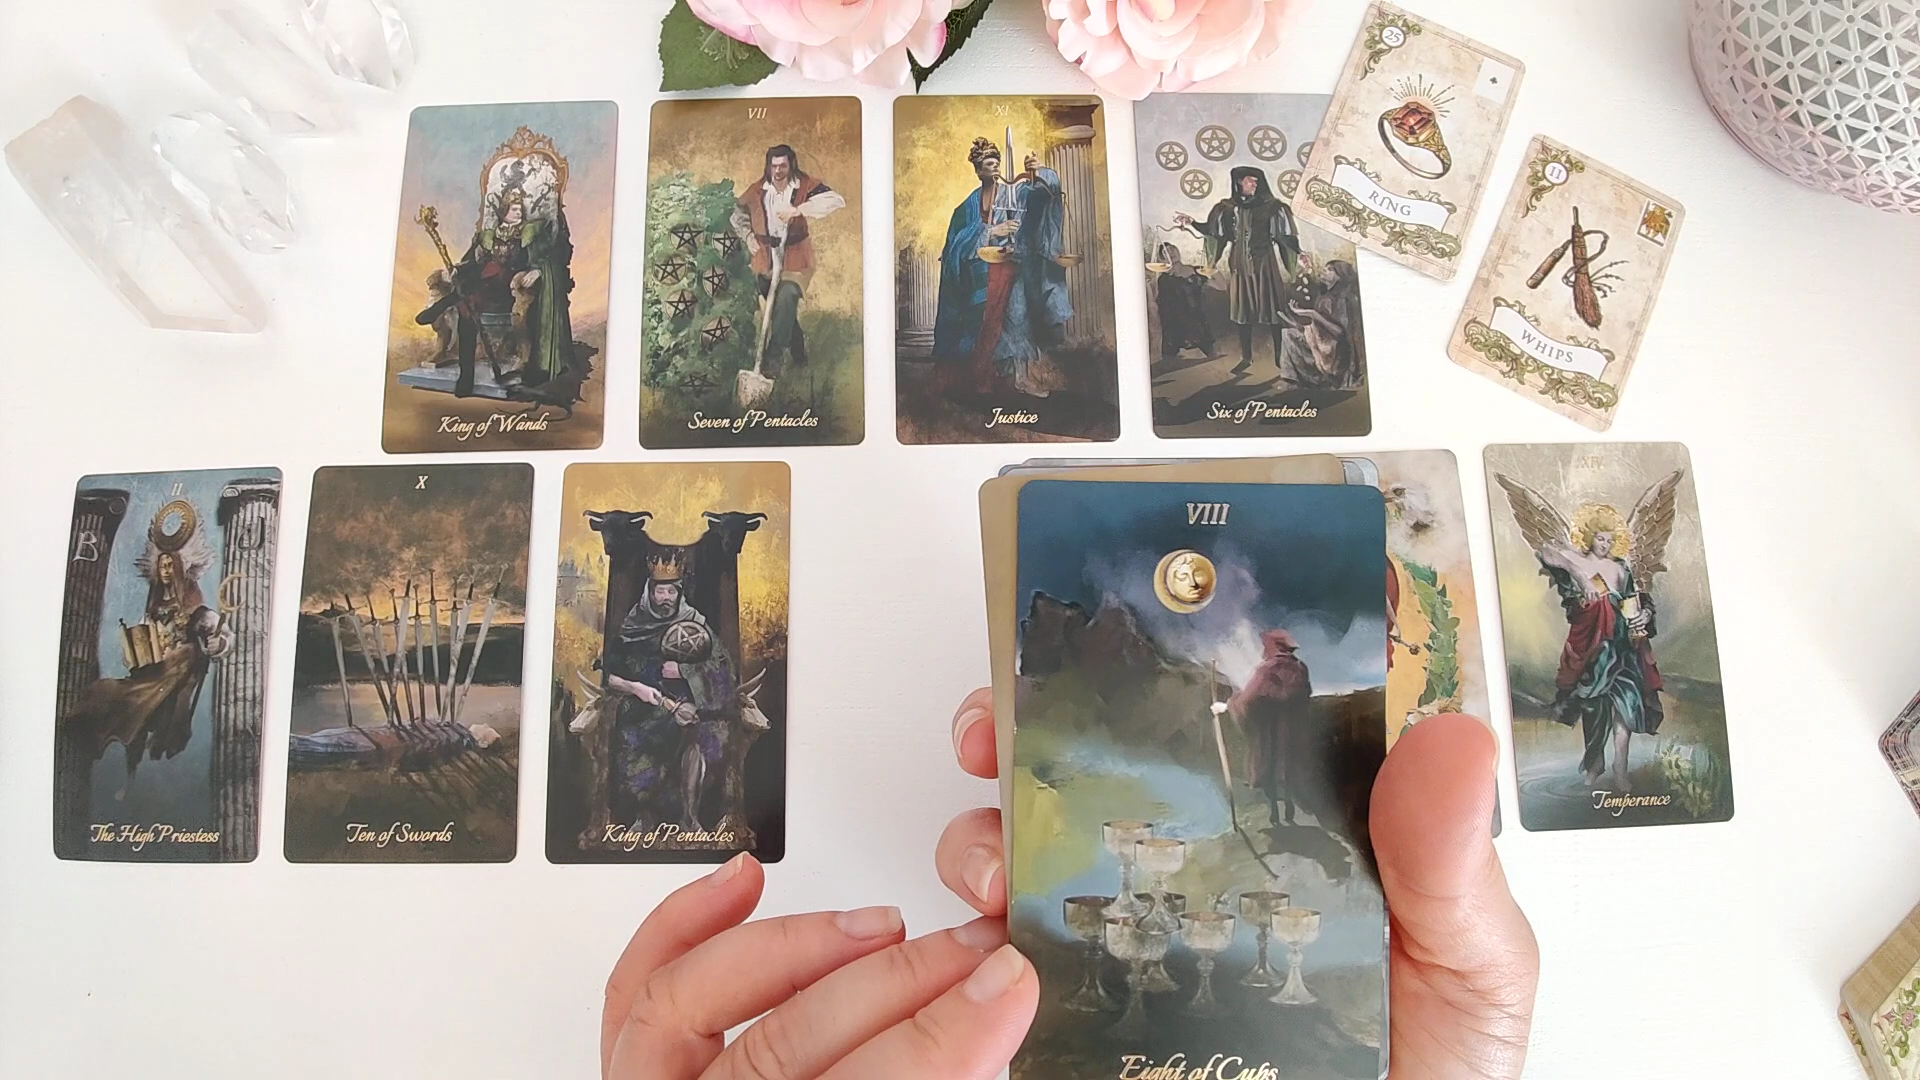 King of Wands
VII
Seven of Pentacles
XI
Justice
Six of Pentacles
25
RING
11
WHIPS
II
B
J
The High Priestess
X
Ten of Swords
King of Pentacles
VIII
Eight of Cups
XIV
Temperance